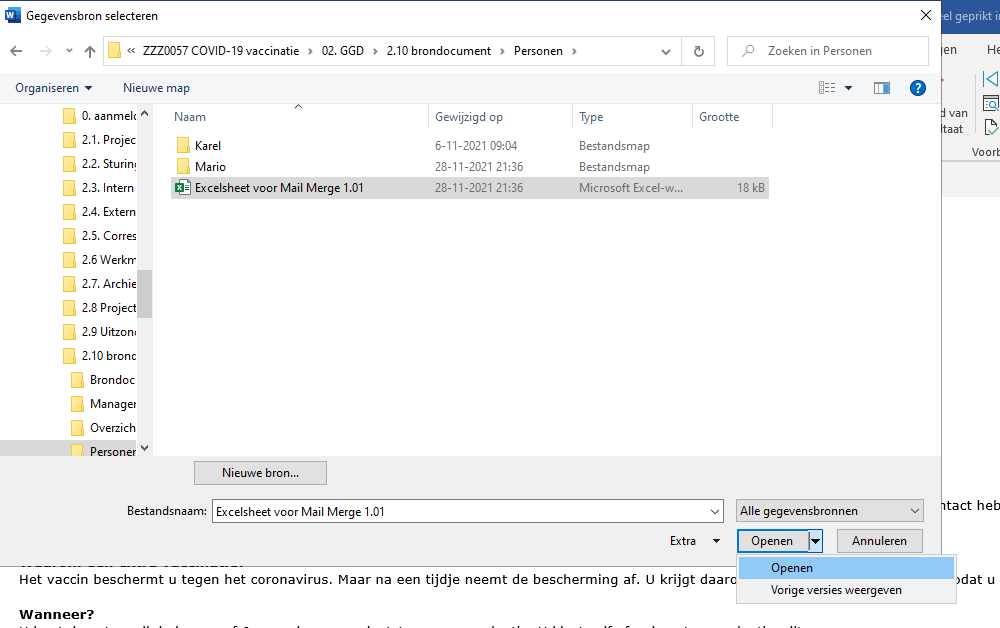 Gegevensbron selecteren
ZZZ0057 COVID-19 vaccinatie › 02. GGD › 2.10 brondocument › Personen ›
Zoeken in Personen
eel geprikt i
Organiseren
Nieuwe map
0. aanmelc
2.1. Projec
2.2. Sturing
2.3. Intern
2.4. Extern
2.5. Corres
2.6 Werkm
2.7. Archie
2.8 Project
2.9 Uitzond
2.10 bronc
Brondoc
Manager
Overzich
Personen
Naam Gewijzigd op Type Grootte
Karel 6-11-2021 09:04 Bestandsmap
Mario 28-11-2021 21:36 Bestandsmap
Excelsheet voor Mail Merge 1.01 28-11-2021 21:36 Microsoft Excel-w... 18 kB
en
He
d van
taat
Voorb
Nieuwe bron...
Bestandsnaam: Excelsheet voor Mail Merge 1.01
Alle gegevensbronnen
ntact heb
Extra
Openen
Annuleren
Openen
Vorige versies weergeven
Het vaccin beschermt u tegen het coronavirus. Maar na een tijdje neemt de bescherming af. U krijgt daaro
odat u
Wanneer?